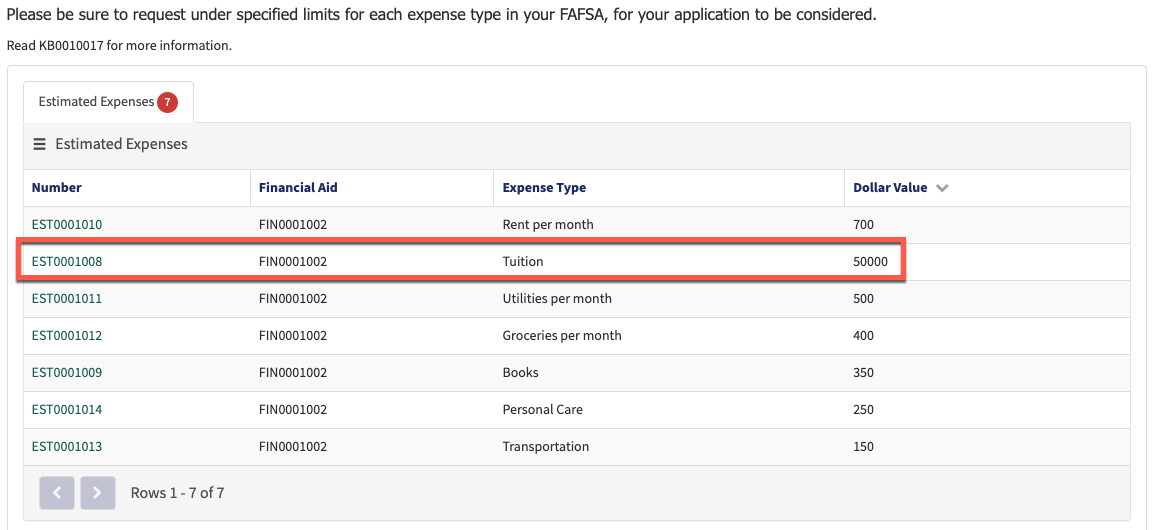 Please be sure to request under specified limits for each expense type in your FAFSA, for your application to be considered.
Read KB0010017 for more information.
Estimated Expenses 7
Estimated Expenses
Number Financial Aid Expense Type Dollar Value
EST0001010 FIN0001002 Rent per month 700
EST0001008 FIN0001002 Tuition 50000
EST0001011 FIN0001002 Utilities per month 500
EST0001012 FIN0001002 Groceries per month 400
EST0001009 FIN0001002 Books 350
EST0001014 FIN0001002 Personal Care 250
EST0001013 FIN0001002 Transportation 150
Rows 1 - 7 of 7